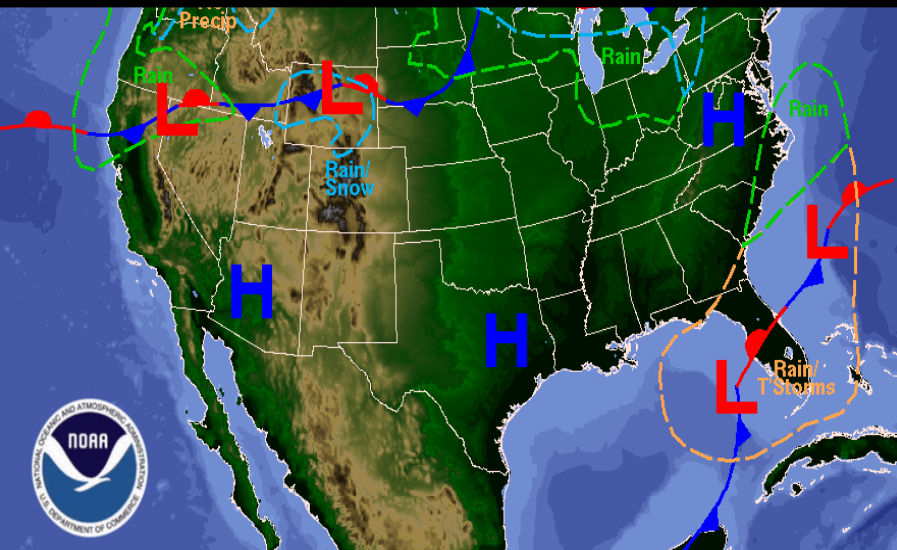 Precip
Rain
L
L
Rain/
Snow
Rain
H
Rain
L
H
H
L
Rain/
T'Storms
NOAA
NATIONAL OCEANIC AND ATMOSPHERIC ADMINISTRATION
U.S. DEPARTMENT OF COMMERCE